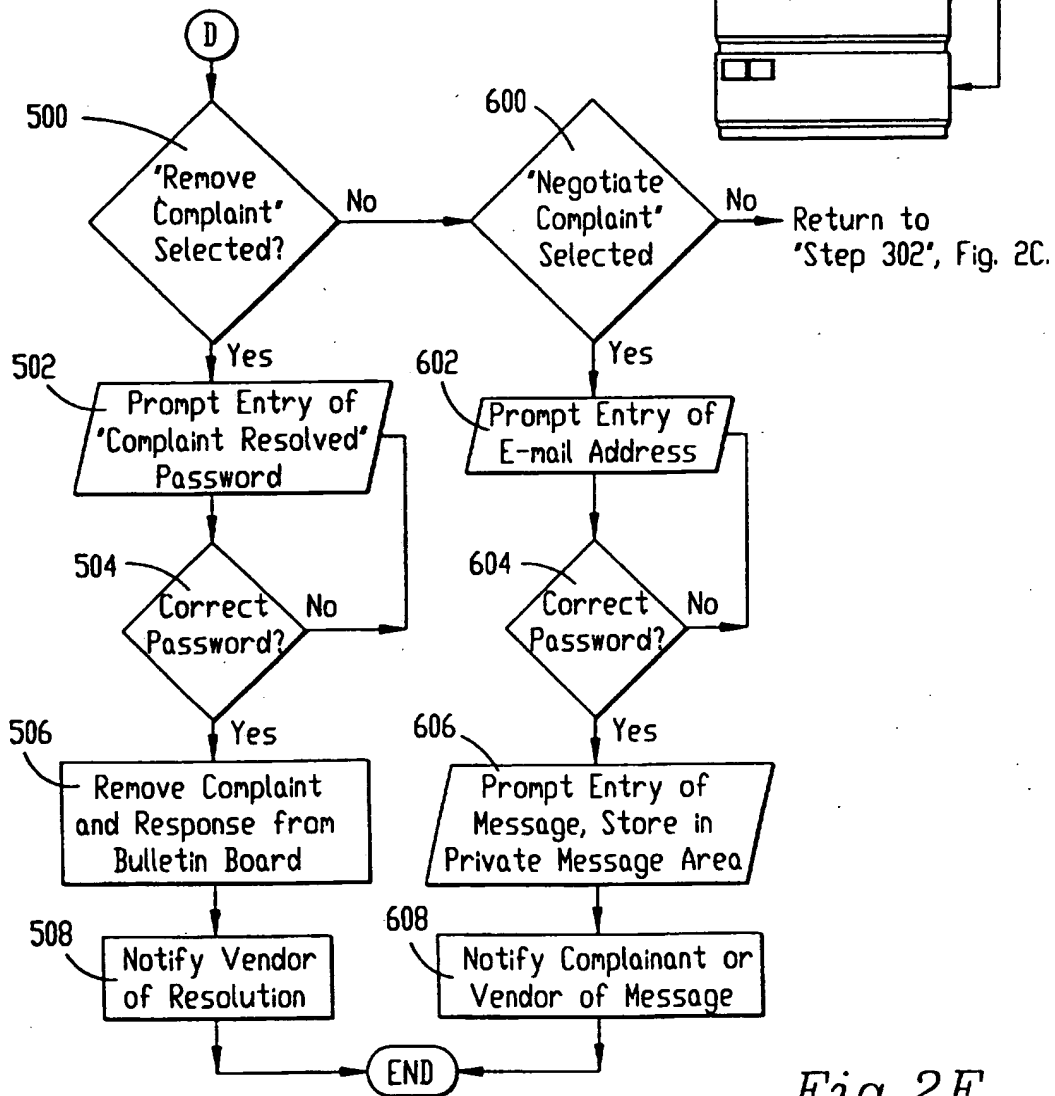 D
500
"Remove
Complaint"
Selected?
No
600
"Negotiate
Complaint"
Selected
No
Return to
"Step 302", Fig. 2C.
Yes
502
Prompt Entry of
"Complaint Resolved"
Password
504
Correct
Password?
No
Yes
506
Remove Complaint
and Response from
Bulletin Board
508
Notify Vendor
of Resolution
Yes
602
Prompt Entry of
E-mail Address
604
Correct
Password?
No
Yes
606
Prompt Entry of
Message, Store in
Private Message Area
608
Notify Complainant or
Vendor of Message
END